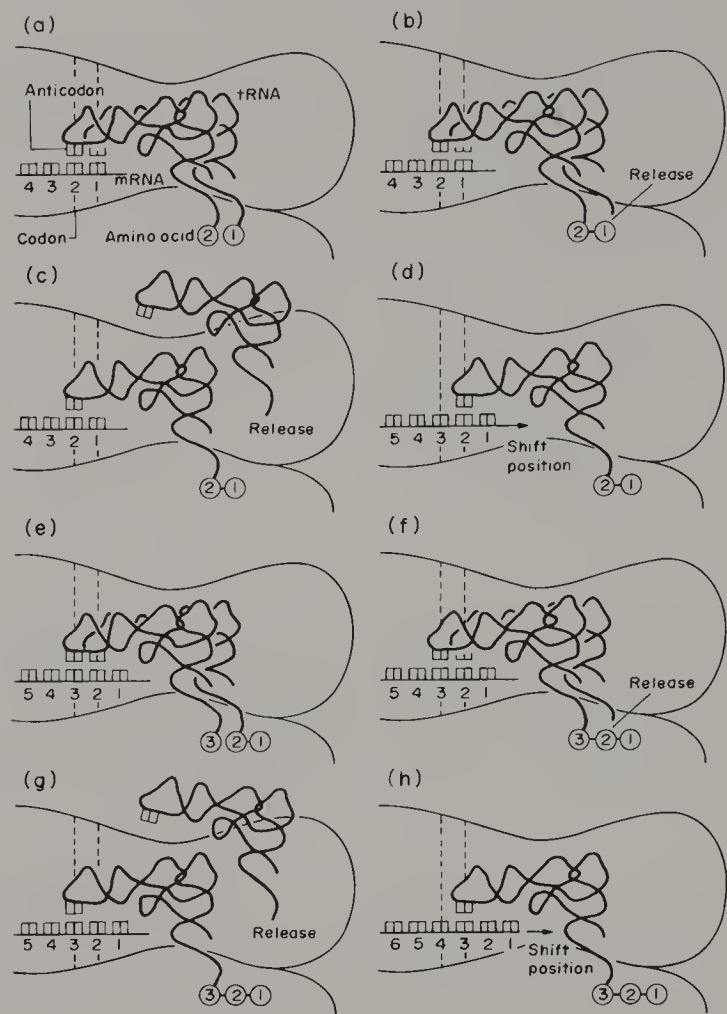 (a)
Anticodon
tRNA
4 3 2 1
mRNA
Codon
Amino acid
2 1
(b)
4 3 2 1
Release
2 1
(c)
4 3 2 1
Release
2 1
(d)
5 4 3 2 1
Shift
position
2 1
(e)
5 4 3 2 1
3 2 1
(f)
5 4 3 2 1
Release
3 2 1
(g)
5 4 3 2 1
Release
3 2 1
(h)
6 5 4 3 2 1
Shift
position
3 2 1